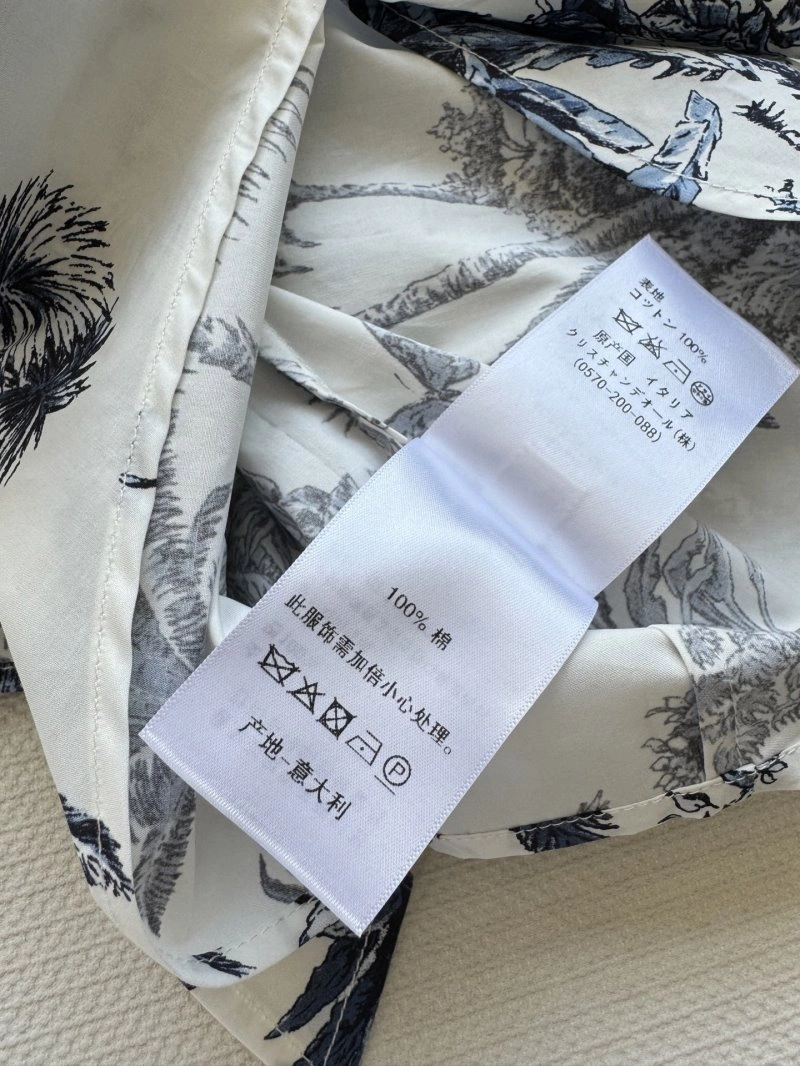 表地
コットン 100%
原産国 イタリア
クリスチャンディオール(株)
(0570-200-088)
100% 棉
此服饰需加倍小心处理。
P
产地-意大利